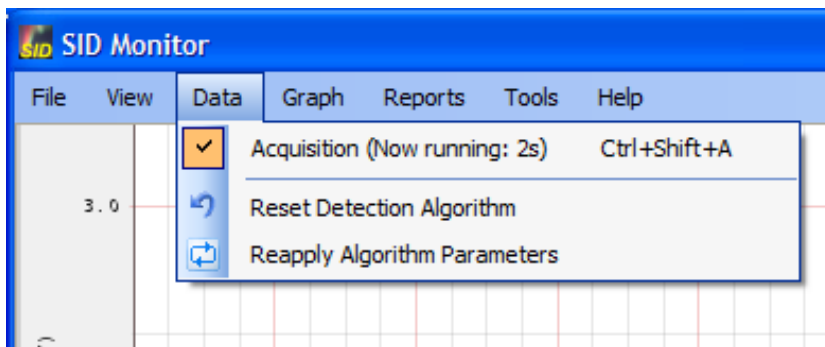 SID SID Monitor
File View Data Graph Reports Tools Help
Acquisition (Now running: 2s) Ctrl+Shift+A
3.0
Reset Detection Algorithm
Reapply Algorithm Parameters